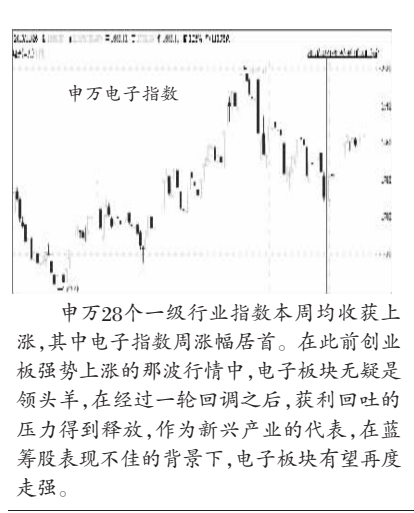 申万电子指数
申万28个一级行业指数本周均收获上
涨,其中电子指数周涨幅居首。在此前创业
板强势上涨的那波行情中,电子板块无疑是
领头羊,在经过一轮回调之后,获利回吐的
压力得到释放,作为新兴产业的代表,在蓝
筹股表现不佳的背景下,电子板块有望再度
走强。